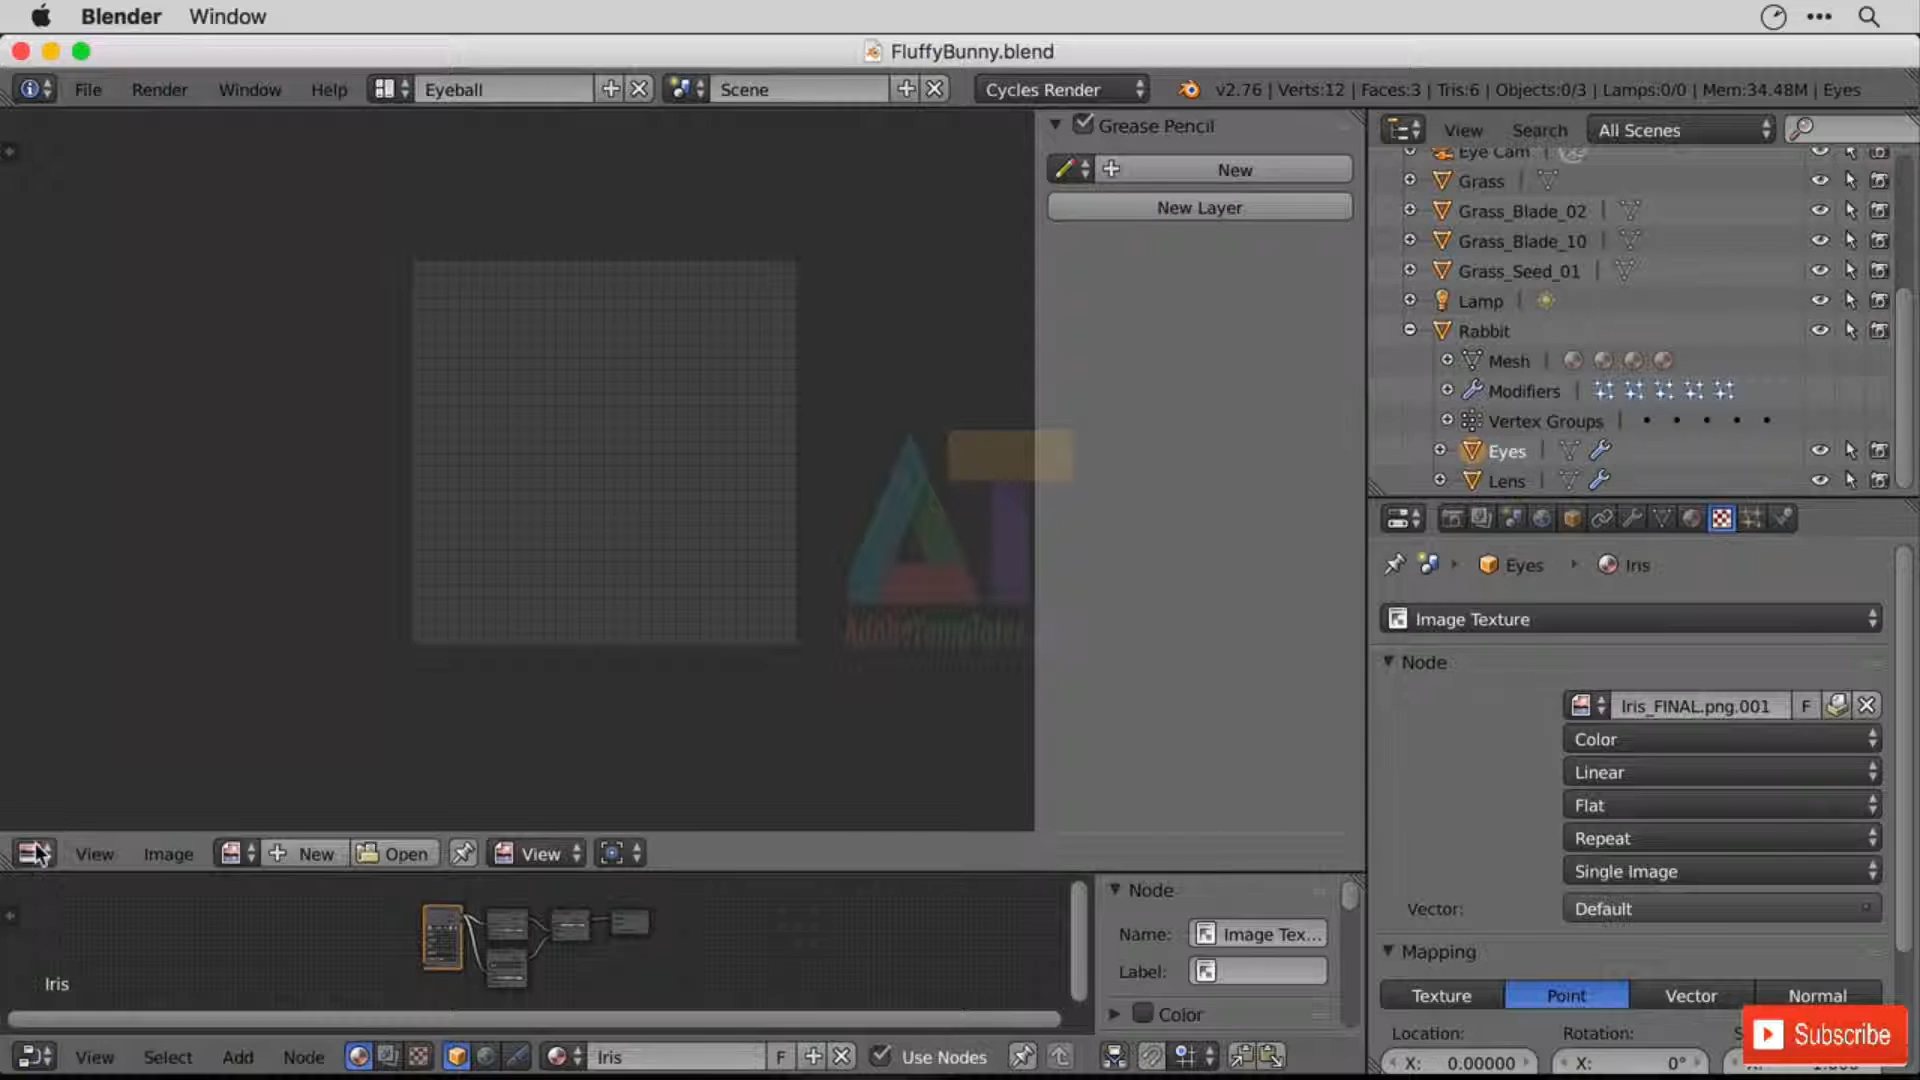 Blender Window
FluffyBunny.blend
File Render Window Help Eyeball Scene Cycles Render v2.76 | Verts:12 | Faces:3 | Tris:6 | Objects:0/3 | Lamps:0/0 | Mem:34.48M | Eyes
Grease Pencil
New
New Layer
View Search All Scenes
Eye Cam
Grass
Grass_Blade_02
Grass_Blade_10
Grass_Seed_01
Lamp
Rabbit
Mesh
Modifiers
Vertex Groups
Eyes
Lens
AdobeTemplates
Eyes Iris
Image Texture
Node
Iris_FINAL.png.001 F
Color
Linear
Flat
Repeat
Single Image
Vector: Default
Mapping
Texture Point Vector Normal
Location: Rotation:
X: 0.00000 X: 0°
Subscribe
View Image New Open View
Node
Name: Image Tex...
Label:
Color
Iris
View Select Add Node Iris F Use Nodes